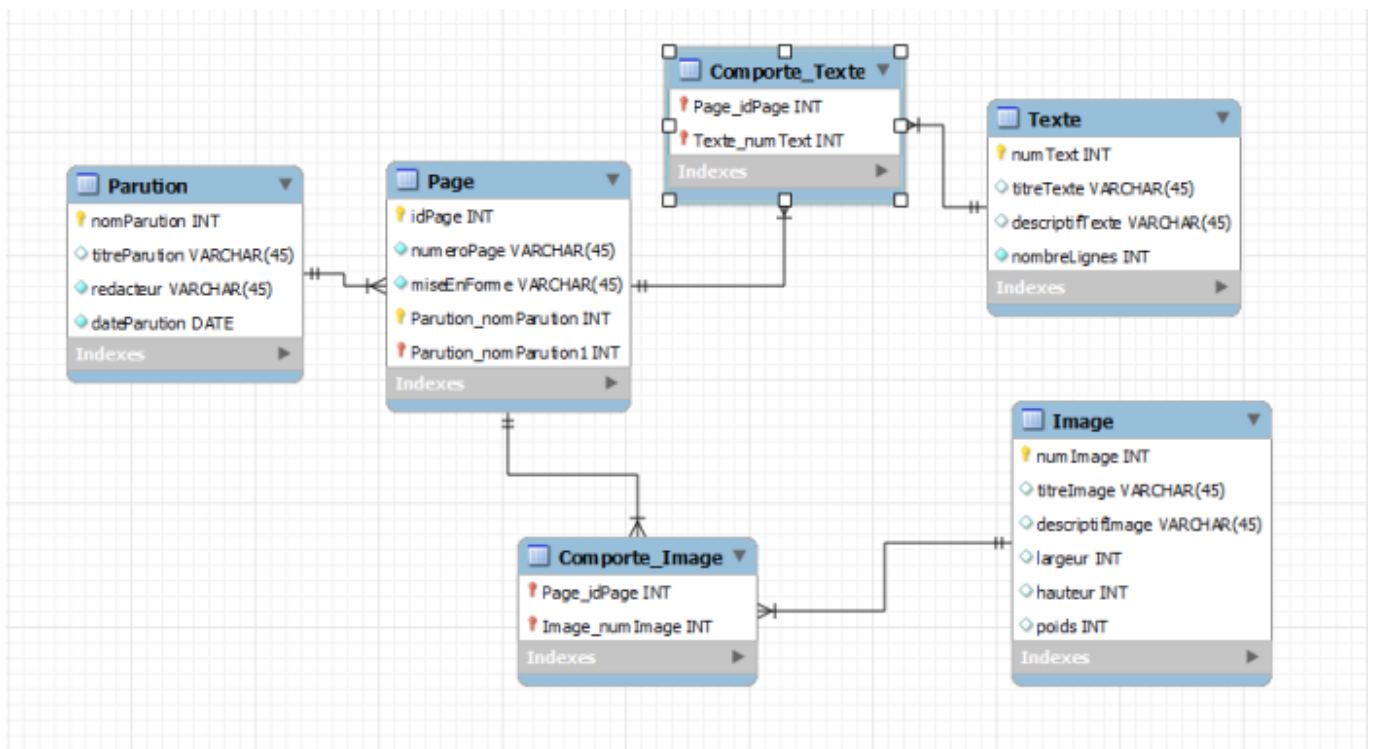 Parution
nomParution INT
titreParution VARCHAR(45)
redacteur VARCHAR(45)
dateParution DATE
Indexes
Page
idPage INT
numeroPage VARCHAR(45)
miseEnForme VARCHAR(45)
Parution_nomParution INT
Parution_nomParution1 INT
Indexes
Comporte_Texte
Page_idPage INT
Texte_numText INT
Indexes
Texte
numText INT
titreTexte VARCHAR(45)
descriptifTexte VARCHAR(45)
nombreLignes INT
Indexes
Comporte_Image
Page_idPage INT
Image_numImage INT
Indexes
Image
numImage INT
titreImage VARCHAR(45)
descriptifImage VARCHAR(45)
largeur INT
hauteur INT
poids INT
Indexes